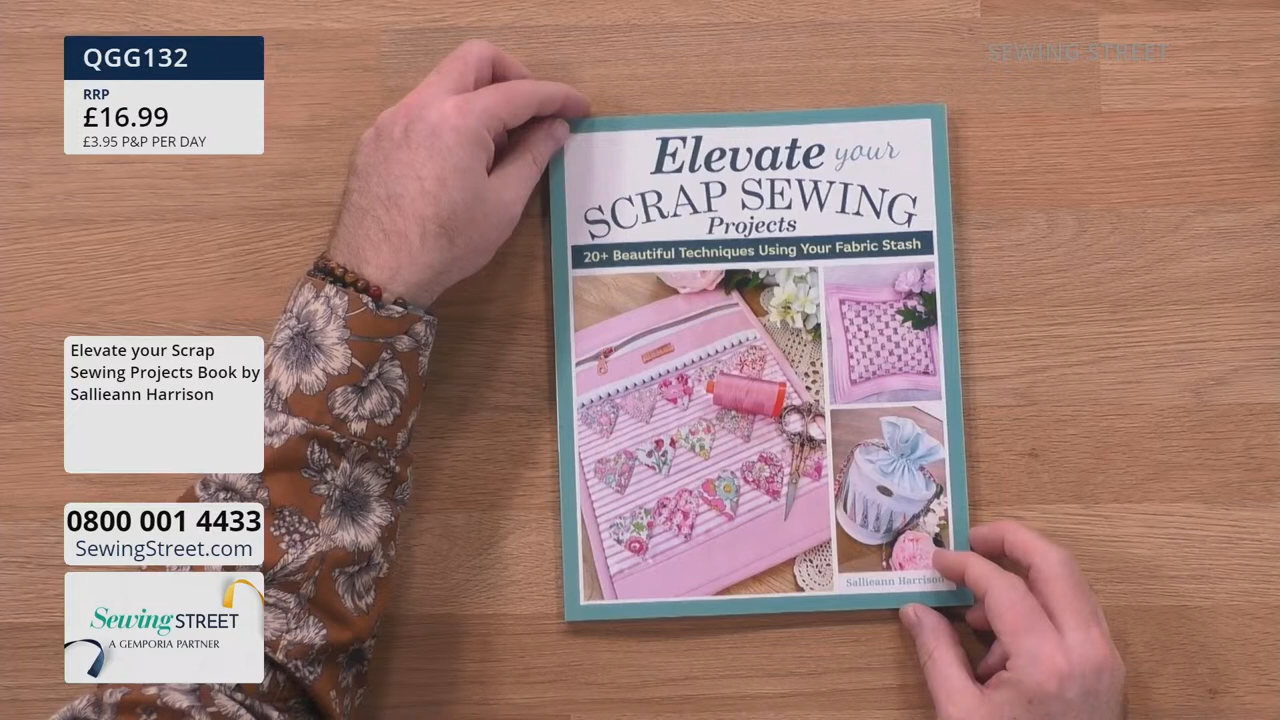 QGG132
RRP
£16.99
£3.95 P&P PER DAY
SEWING STREET
Elevate your
SCRAP SEWING
Projects
20+ Beautiful Techniques Using Your Fabric Stash
Sallieann Harrison
Elevate your Scrap
Sewing Projects Book by
Sallieann Harrison
0800 001 4433
SewingStreet.com
Sewing STREET
A GEMPORIA PARTNER